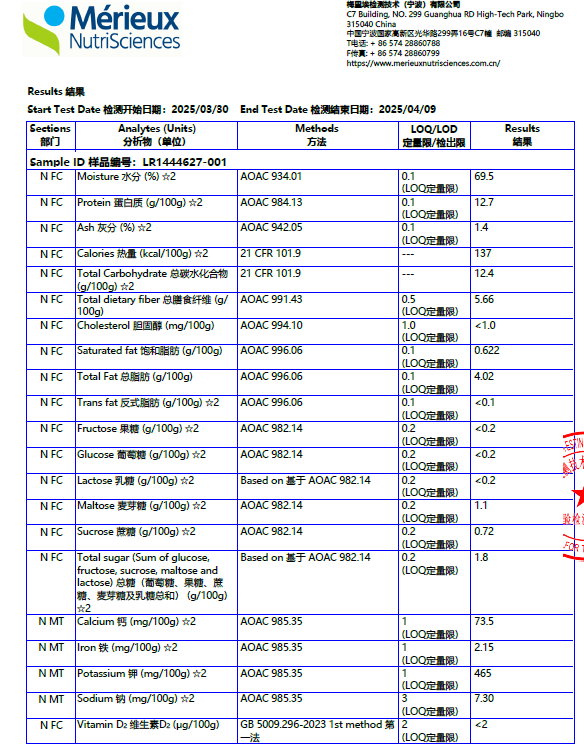 Mérieux
NutriSciences
梅里埃检测技术（宁波）有限公司
C7 Building, NO. 299 Guanghua RD High-Tech Park, Ningbo
315040 China
中国宁波国家高新区光华路299弄16号C7幢 邮编 315040
T电话: + 86 574 28860788
F传真: + 86 574 28860799
https://www.merieuxnutrisciences.com.cn/
Results 结果
Start Test Date 检测开始日期：2025/03/30 End Test Date 检测结束日期：2025/04/09
Sections Analytes (Units) Methods LOQ/LOD Results
部门 分析物（单位） 方法 定量限/检出限 结果
Sample ID 样品编号：LR1444627-001
N FC Moisture 水分 (%) ☆2 AOAC 934.01 0.1 69.5
(LOQ定量限)
N FC Protein 蛋白质 (g/100g) ☆2 AOAC 984.13 0.1 12.7
(LOQ定量限)
N FC Ash 灰分 (%) ☆2 AOAC 942.05 0.1 1.4
(LOQ定量限)
N FC Calories 热量 (kcal/100g) ☆2 21 CFR 101.9 --- 137
N FC Total Carbohydrate 总碳水化合物 21 CFR 101.9 --- 12.4
(g/100g) ☆2
N FC Total dietary fiber 总膳食纤维 (g/ AOAC 991.43 0.5 5.66
100g) (LOQ定量限)
N FC Cholesterol 胆固醇 (mg/100g) AOAC 994.10 1.0 <1.0
(LOQ定量限)
N FC Saturated fat 饱和脂肪 (g/100g) AOAC 996.06 0.1 0.622
(LOQ定量限)
N FC Total Fat 总脂肪 (g/100g) AOAC 996.06 0.1 4.02
(LOQ定量限)
N FC Trans fat 反式脂肪 (g/100g) ☆2 AOAC 996.06 0.1 <0.1
(LOQ定量限)
N FC Fructose 果糖 (g/100g) ☆2 AOAC 982.14 0.2 <0.2
(LOQ定量限)
N FC Glucose 葡萄糖 (g/100g) ☆2 AOAC 982.14 0.2 <0.2
(LOQ定量限)
N FC Lactose 乳糖 (g/100g) ☆2 Based on 基于 AOAC 982.14 0.2 <0.2
(LOQ定量限)
N FC Maltose 麦芽糖 (g/100g) ☆2 AOAC 982.14 0.2 1.1
(LOQ定量限)
N FC Sucrose 蔗糖 (g/100g) ☆2 AOAC 982.14 0.2 0.72
(LOQ定量限)
N FC Total sugar (Sum of glucose, Based on 基于 AOAC 982.14 0.2 1.8
fructose, sucrose, maltose and (LOQ定量限)
lactose) 总糖（葡萄糖、果糖、蔗
糖、麦芽糖及乳糖总和） (g/100g)
☆2
N MT Calcium 钙 (mg/100g) ☆2 AOAC 985.35 1 73.5
(LOQ定量限)
N MT Iron 铁 (mg/100g) ☆2 AOAC 985.35 1 2.15
(LOQ定量限)
N MT Potassium 钾 (mg/100g) ☆2 AOAC 985.35 1 465
(LOQ定量限)
N MT Sodium 钠 (mg/100g) ☆2 AOAC 985.35 3 7.30
(LOQ定量限)
N FC Vitamin D₂ 维生素D₂ (μg/100g) GB 5009.296-2023 1st method 第 2 <2
一法 (LOQ定量限)